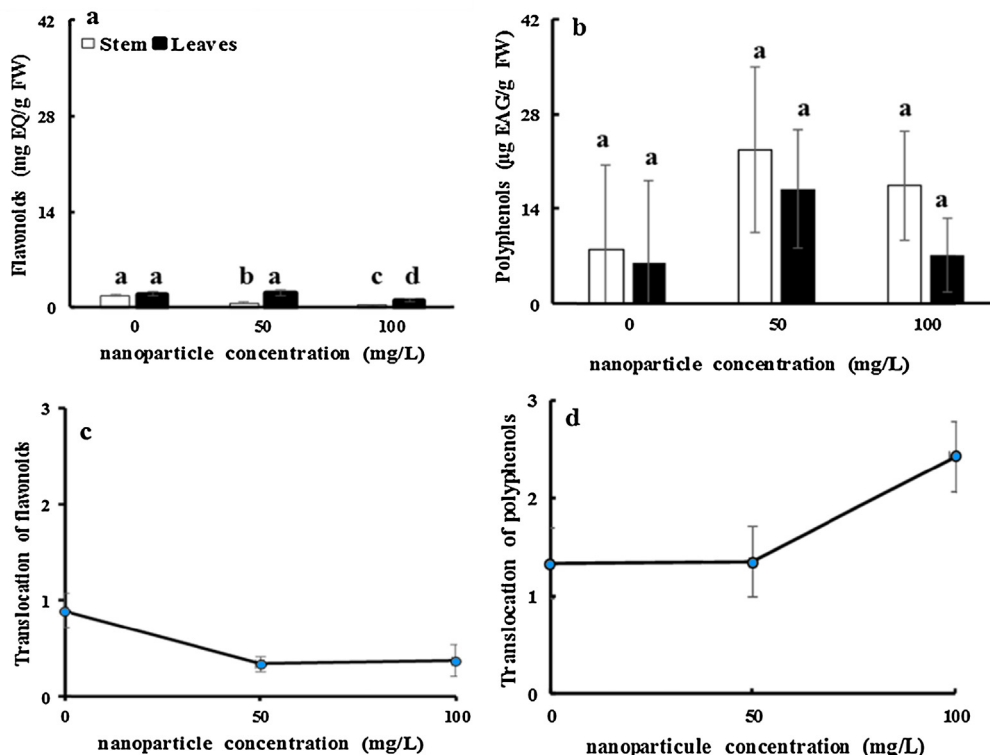 a
42
28
14
0
Flavonoids (mg EQ/g FW)
Stem Leaves
a a b a c d
0 50 100
nanoparticle concentration (mg/L)
b
42
28
14
0
Polyphenols (µg EAG/g FW)
a a a a a a
0 50 100
nanoparticle concentration (mg/L)
c
3
2
1
0
Translocation of flavonoids
0 50 100
nanoparticle concentration (mg/L)
d
3
2
1
0
Translocation of polyphenols
0 50 100
nanoparticule concentration (mg/L)